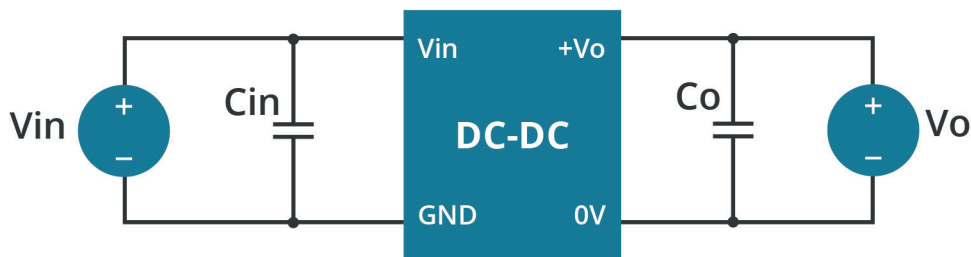 Vin
+
−
Cin
Vin
+Vo
DC-DC
GND
0V
Co
+
−
Vo